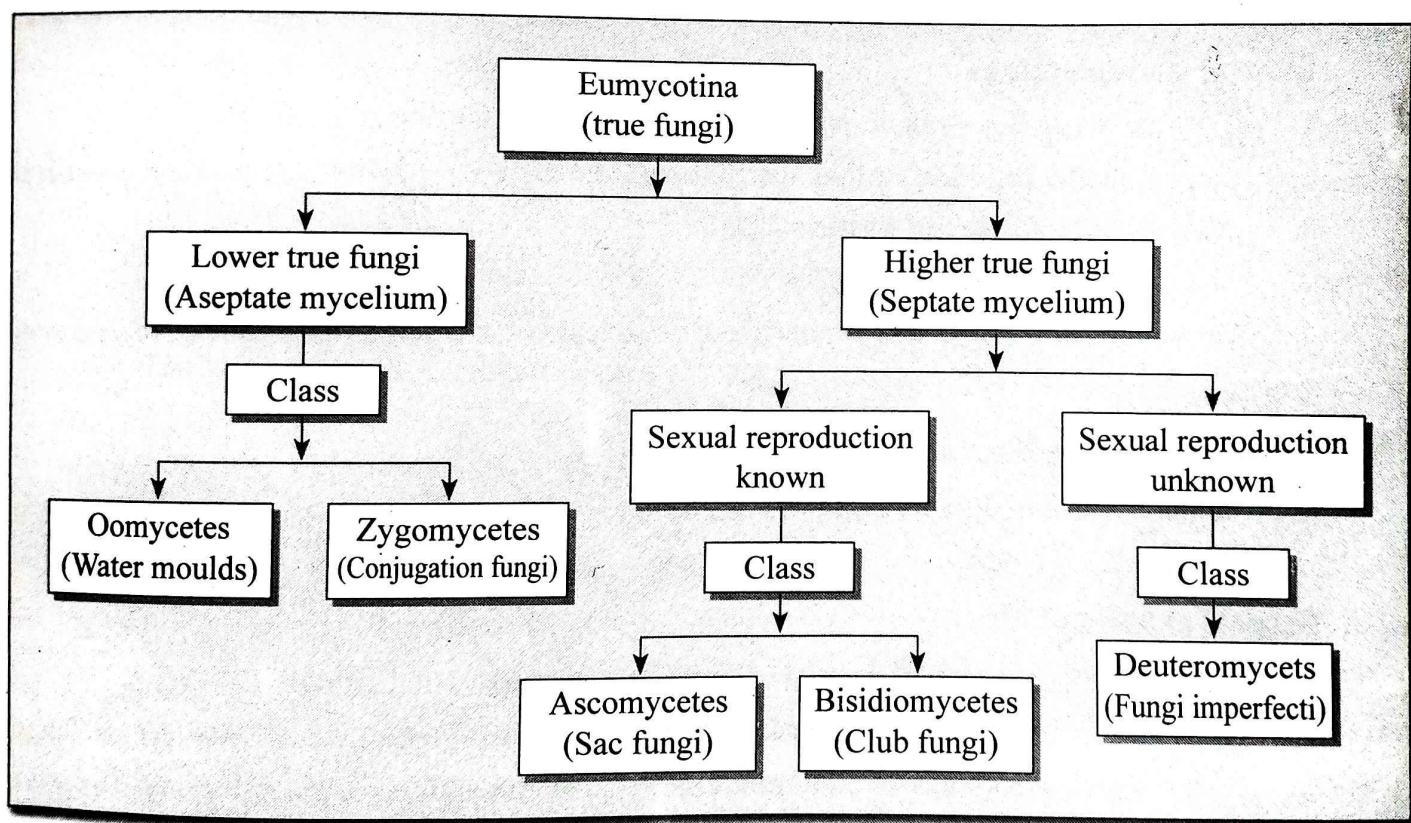 Eumycotina
(true fungi)
Lower true fungi
(Aseptate mycelium)
Higher true fungi
(Septate mycelium)
Class
Sexual reproduction
known
Sexual reproduction
unknown
Oomycetes
(Water moulds)
Zygomycetes
(Conjugation fungi)
Class
Class
Ascomycetes
(Sac fungi)
Bisidiomycetes
(Club fungi)
Deuteromycets
(Fungi imperfecti)